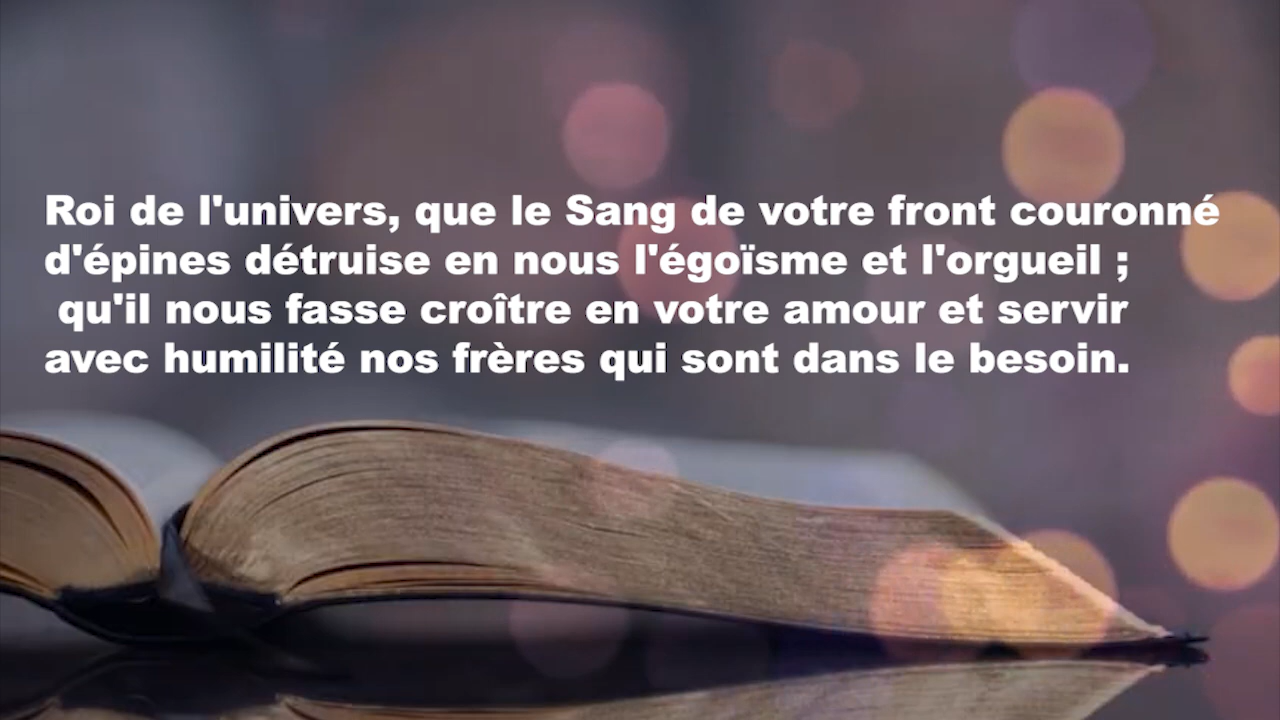 Roi de l'univers, que le Sang de votre front couronné
d'épines détruise en nous l'égoïsme et l'orgueil ;
qu'il nous fasse croître en votre amour et servir
avec humilité nos frères qui sont dans le besoin.